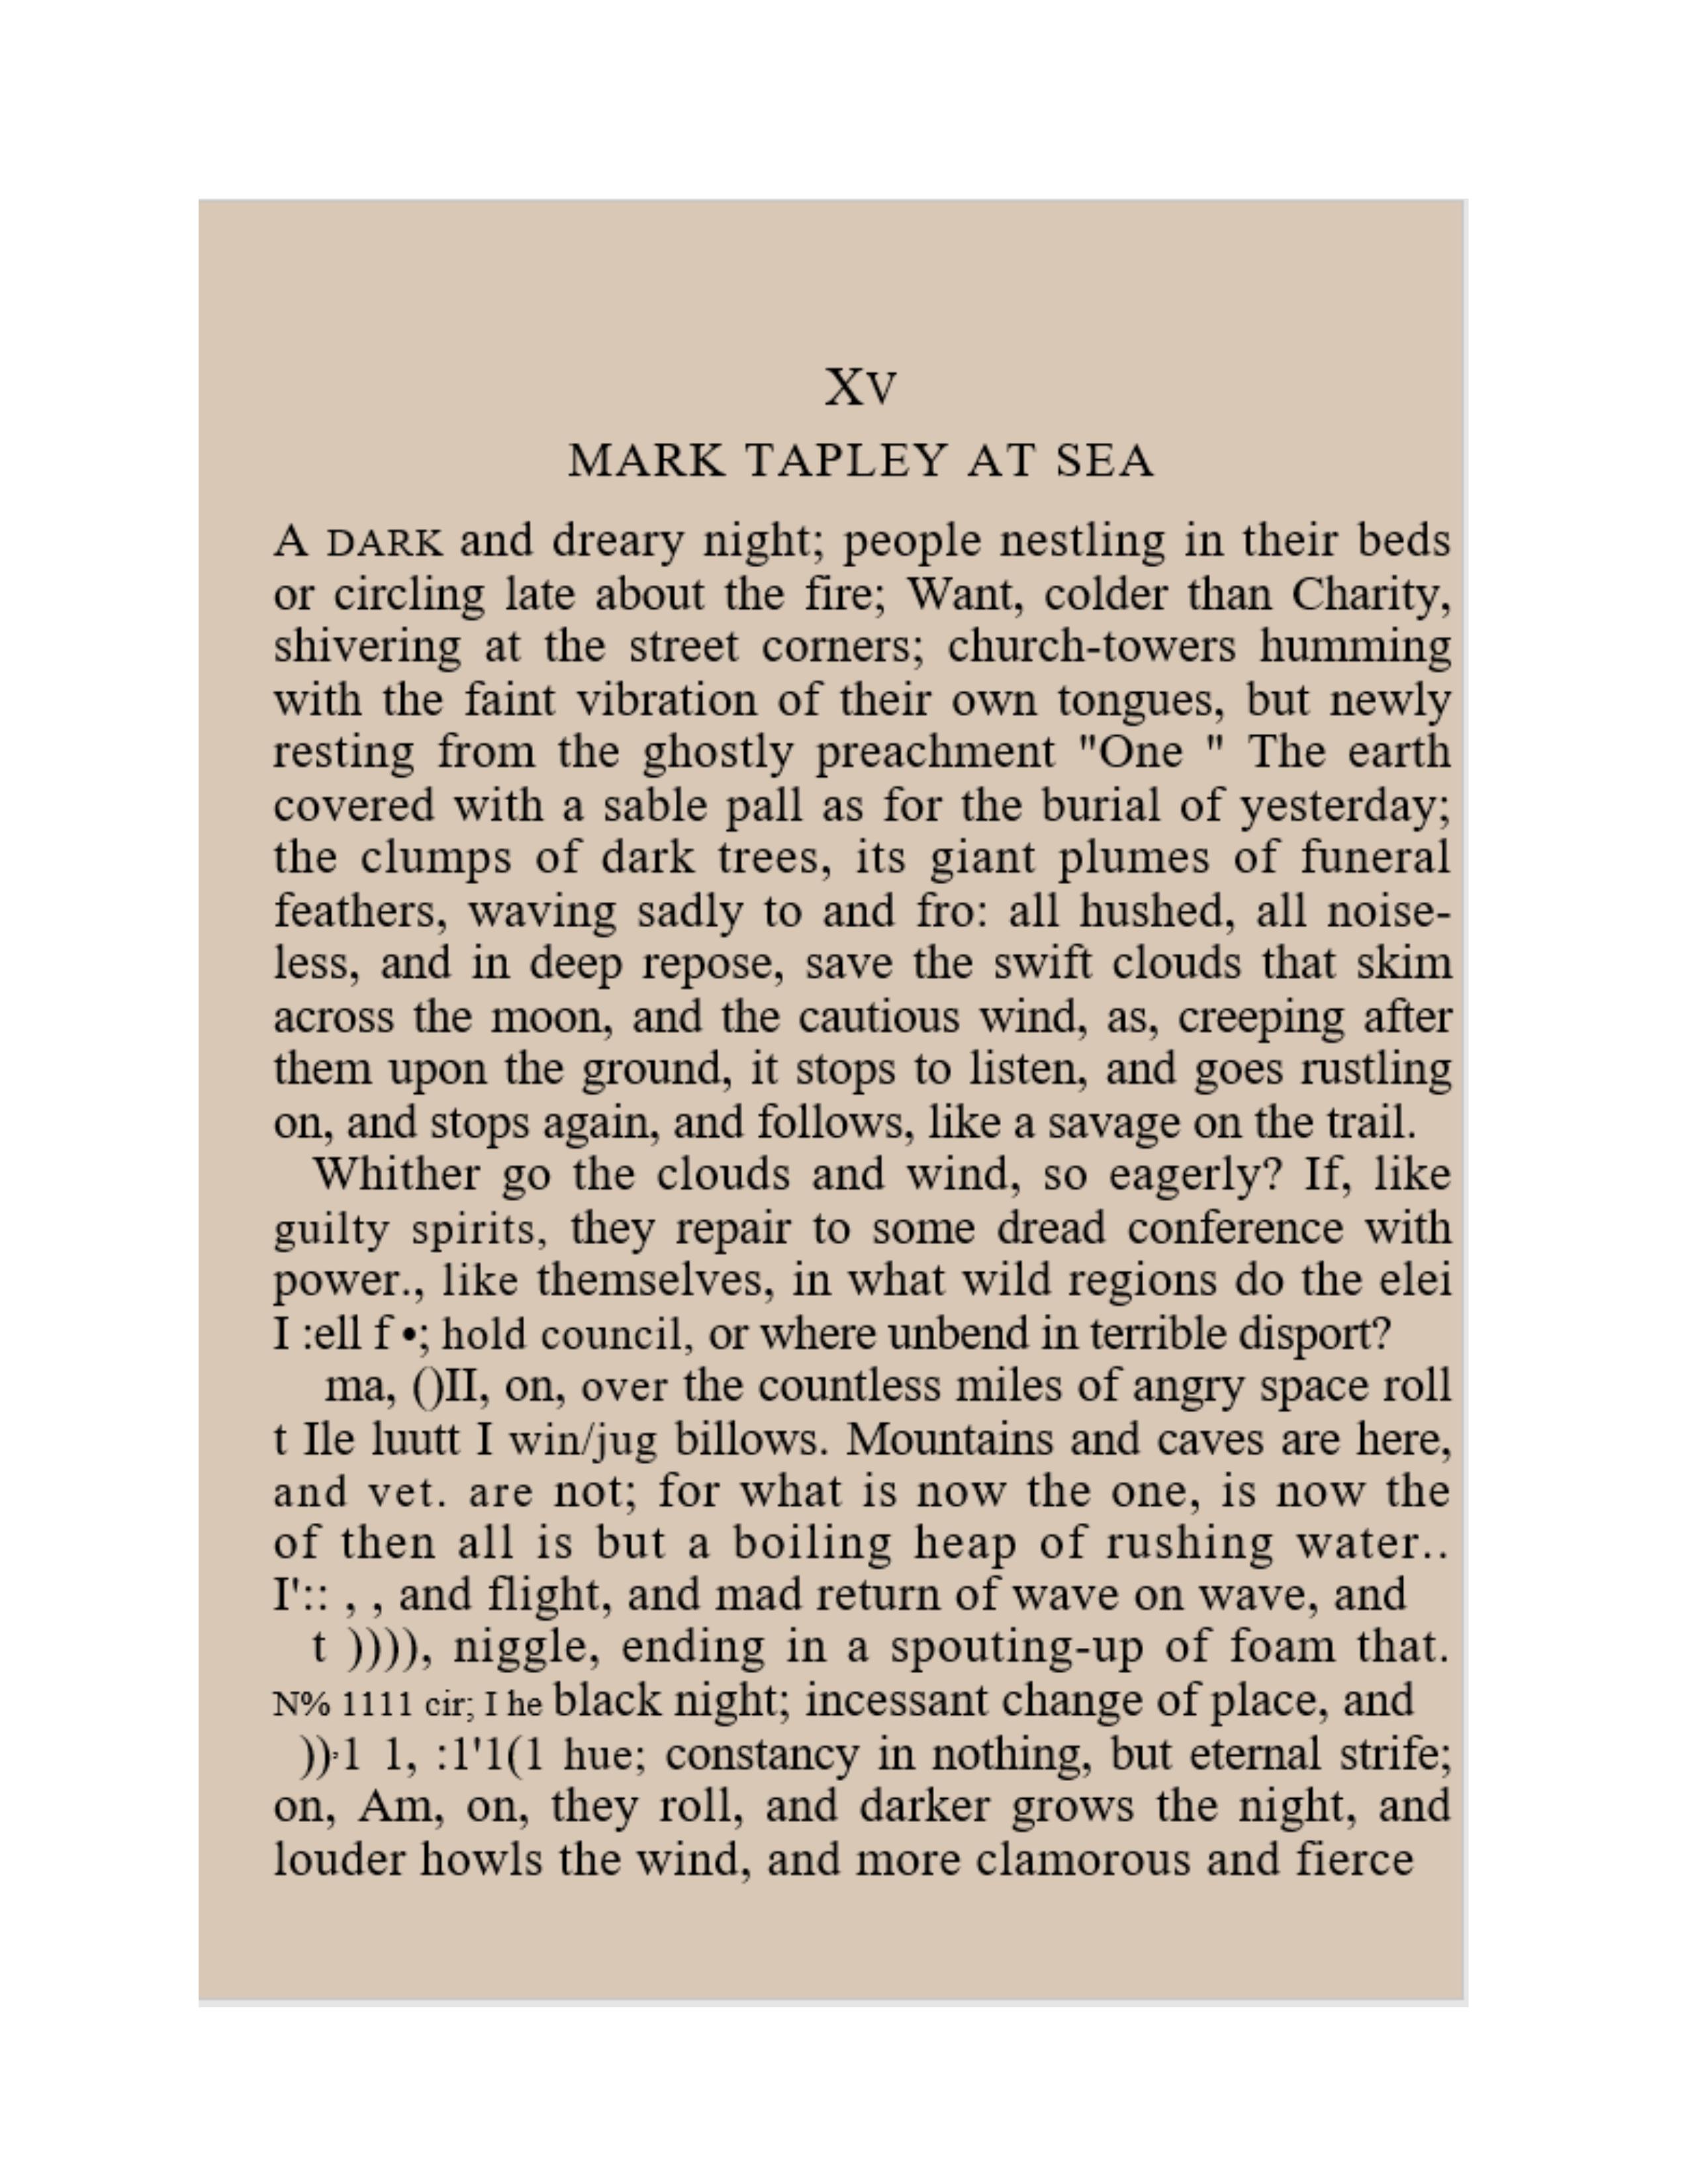 XV
MARK TAPLEY AT SEA
A DARK and dreary night; people nestling in their beds
or circling late about the fire; Want, colder than Charity,
shivering at the street corners; church-towers humming
with the faint vibration of their own tongues, but newly
resting from the ghostly preachment "One " The earth
covered with a sable pall as for the burial of yesterday;
the clumps of dark trees, its giant plumes of funeral
feathers, waving sadly to and fro: all hushed, all noise-
less, and in deep repose, save the swift clouds that skim
across the moon, and the cautious wind, as, creeping after
them upon the ground, it stops to listen, and goes rustling
on, and stops again, and follows, like a savage on the trail.
Whither go the clouds and wind, so eagerly? If, like
guilty spirits, they repair to some dread conference with
power., like themselves, in what wild regions do the elei
I :ell f •; hold council, or where unbend in terrible disport?
ma, ()II, on, over the countless miles of angry space roll
t Ile luutt I win/jug billows. Mountains and caves are here,
and vet. are not; for what is now the one, is now the
of then all is but a boiling heap of rushing water..
I':: , , and flight, and mad return of wave on wave, and
t )))), niggle, ending in a spouting-up of foam that.
N% 1111 cir; I he black night; incessant change of place, and
))·1 1, :1'1(1 hue; constancy in nothing, but eternal strife;
on, Am, on, they roll, and darker grows the night, and
louder howls the wind, and more clamorous and fierce